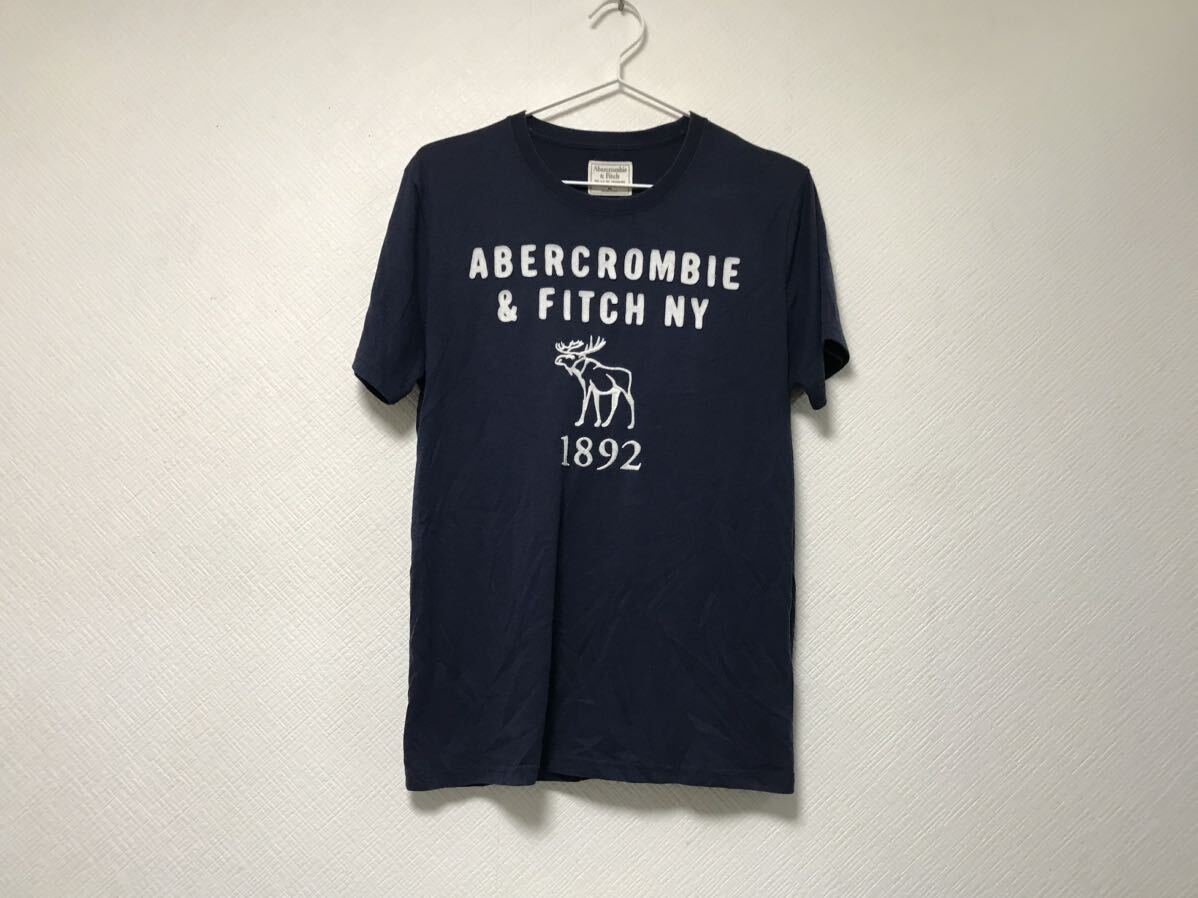 Abercrombie
& Fitch
ABERCROMBIE
& FITCH NY
1892